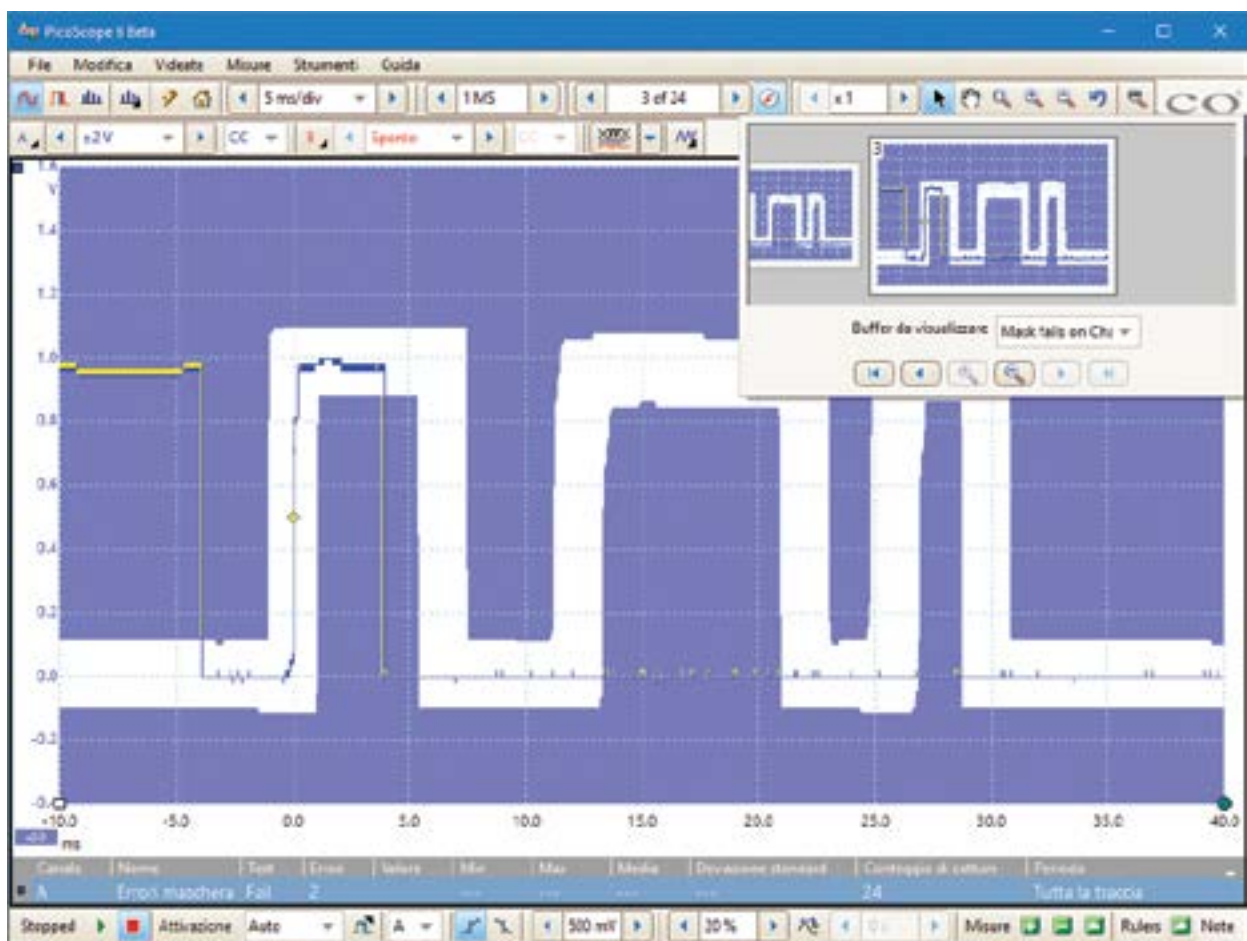 PicoScope 6 Beta
File Modifica Videate Misure Strumenti Guida
5 ms/div 1 MS 3 of 24 x1
A ±2 V CC B Spento CC
3
Buffer da visualizzare Mask fails on Ch
1.6
V
1.4
1.2
1.0
0.8
0.6
0.4
0.2
0.0
-0.2
-10.0 -5.0 0.0 5.0 10.0 15.0 20.0 25.0 30.0 35.0 40.0
ms
Canale Nome Test Errori Valore Min Max Media Deviazione standard Conteggio di catture Periodo
A Errori maschera Fail 2 --- --- --- --- 24 Tutta la traccia
Stopped Attivazione Auto A 500 mV 20 % Misure Rulers Note